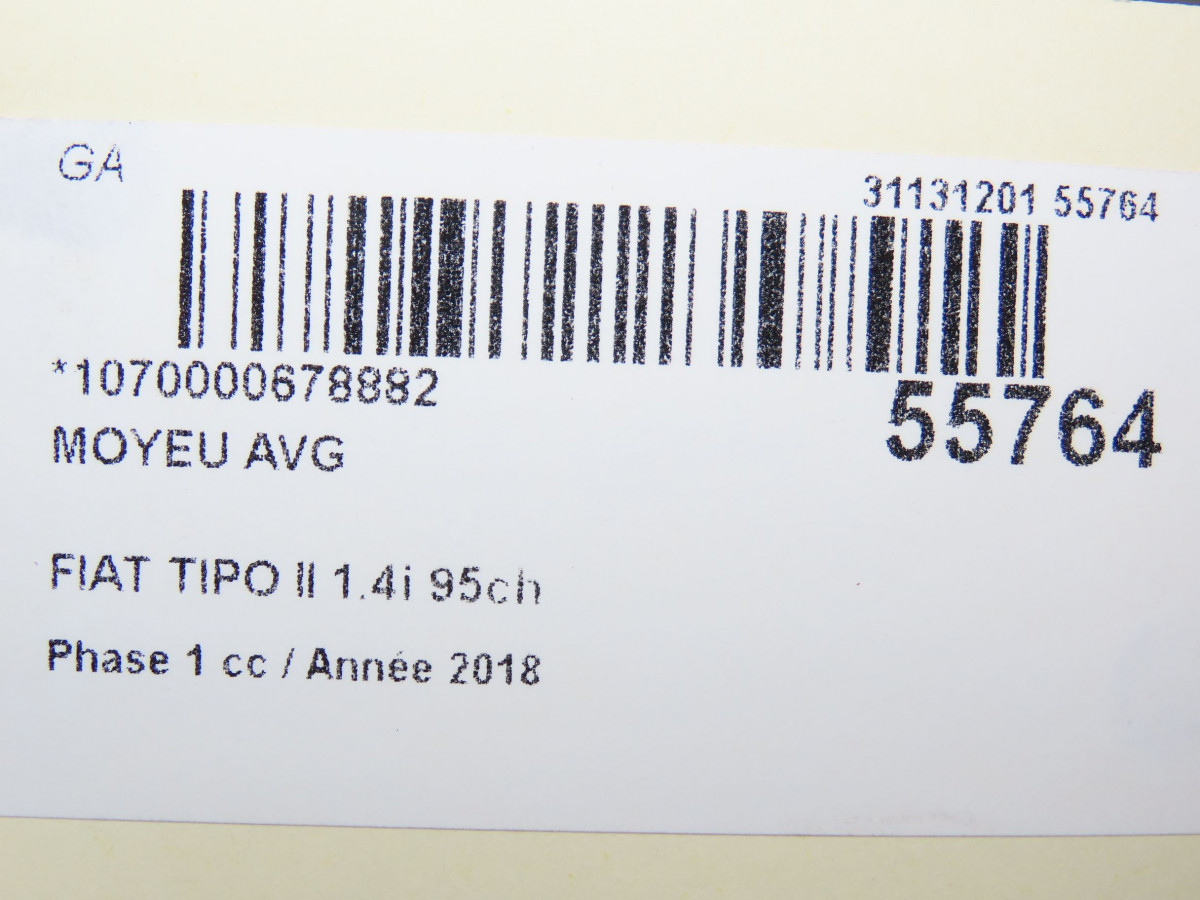 GA
31131201 55764
*1070000678882
55764
MOYEU AVG
FIAT TIPO II 1.4i 95ch
Phase 1 cc / Année 2018